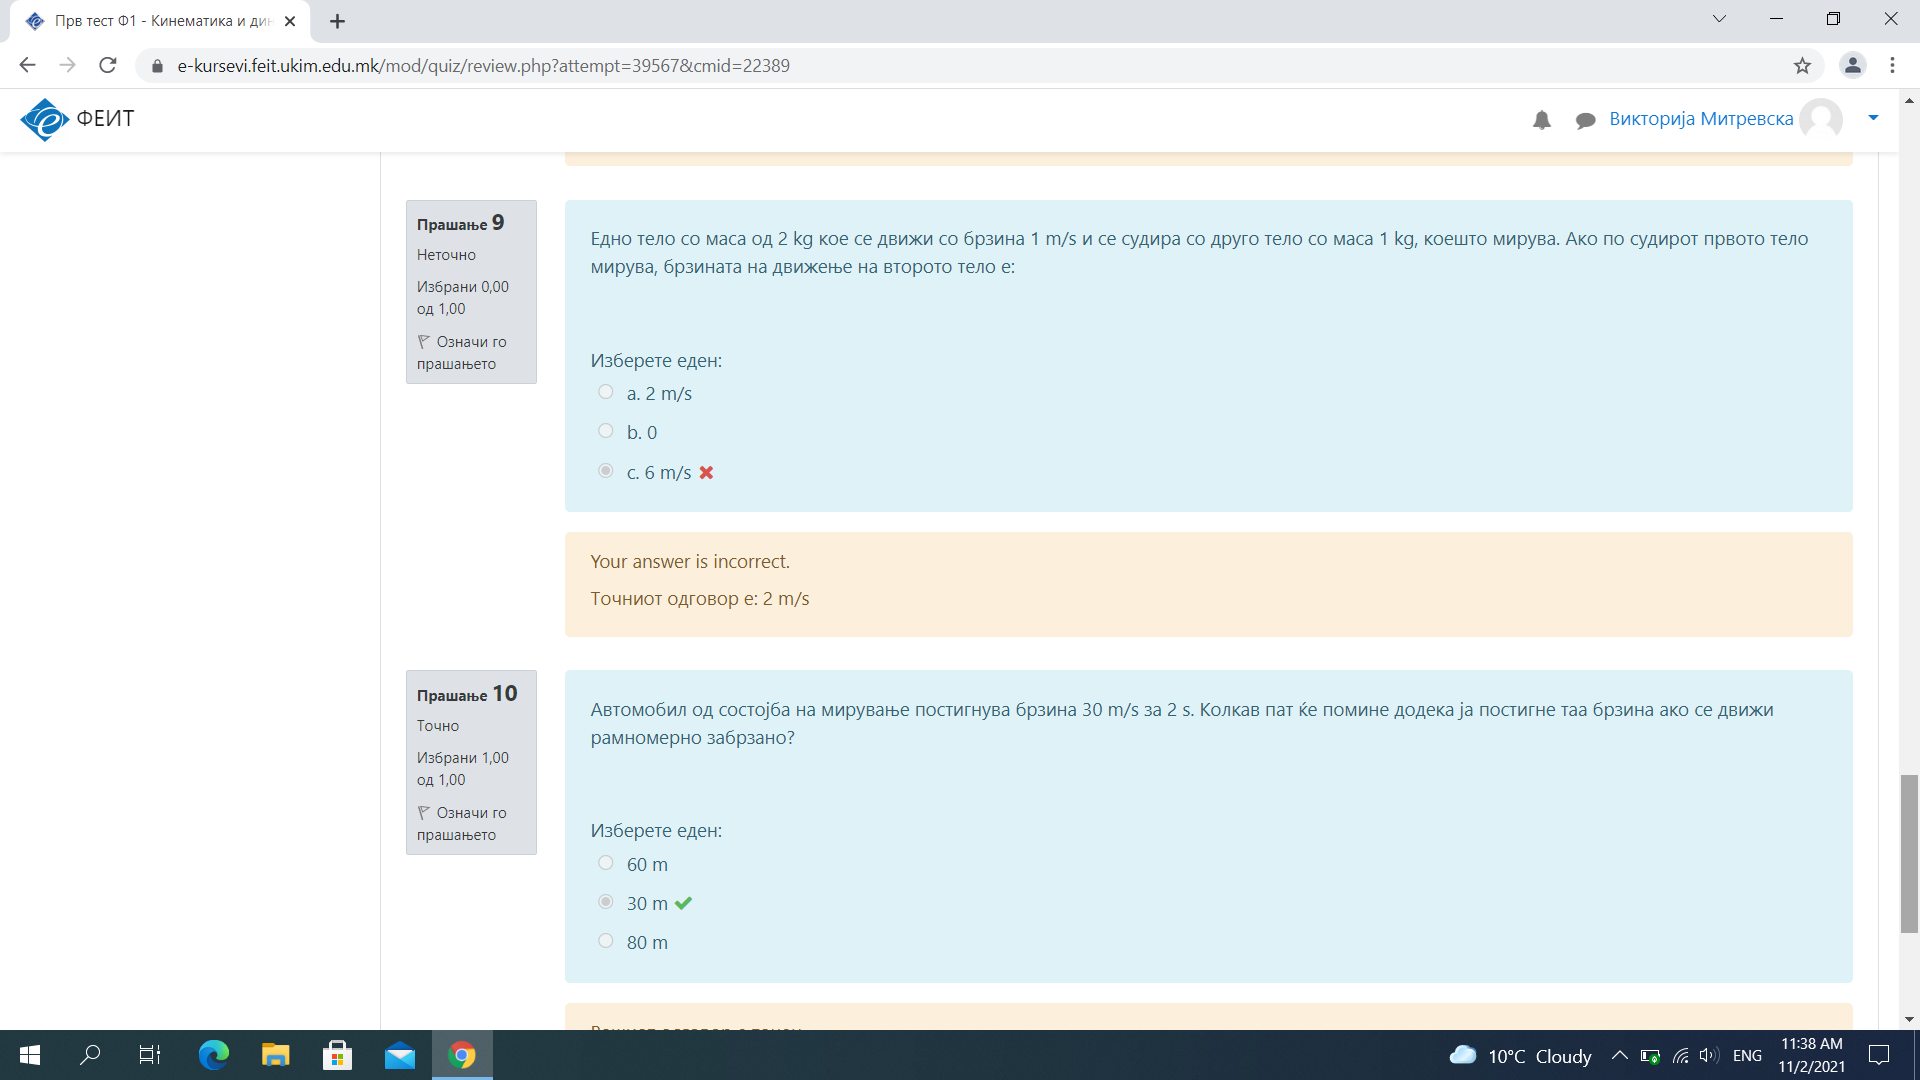 Прв тест Ф1 - Кинематика и дин
e-kursevi.feit.ukim.edu.mk/mod/quiz/review.php?attempt=39567&cmid=22389
ФЕИТ
Викторија Митревска
Прашање 9
Неточно
Избрани 0,00
од 1,00
Означи го
прашањето
Едно тело со маса од 2 kg кое се движи со брзина 1 m/s и се судира со друго тело со маса 1 kg, коешто мирува. Ако по судирот првото тело
мирува, брзината на движење на второто тело е:
Изберете еден:
a. 2 m/s
b. 0
c. 6 m/s
Your answer is incorrect.
Точниот одговор е: 2 m/s
Прашање 10
Точно
Избрани 1,00
од 1,00
Означи го
прашањето
Автомобил од состојба на мирување постигнува брзина 30 m/s за 2 s. Колкав пат ќе помине додека ја постигне таа брзина ако се движи
рамномерно забрзано?
Изберете еден:
60 m
30 m
80 m
10°C Cloudy
ENG
11:38 AM
11/2/2021